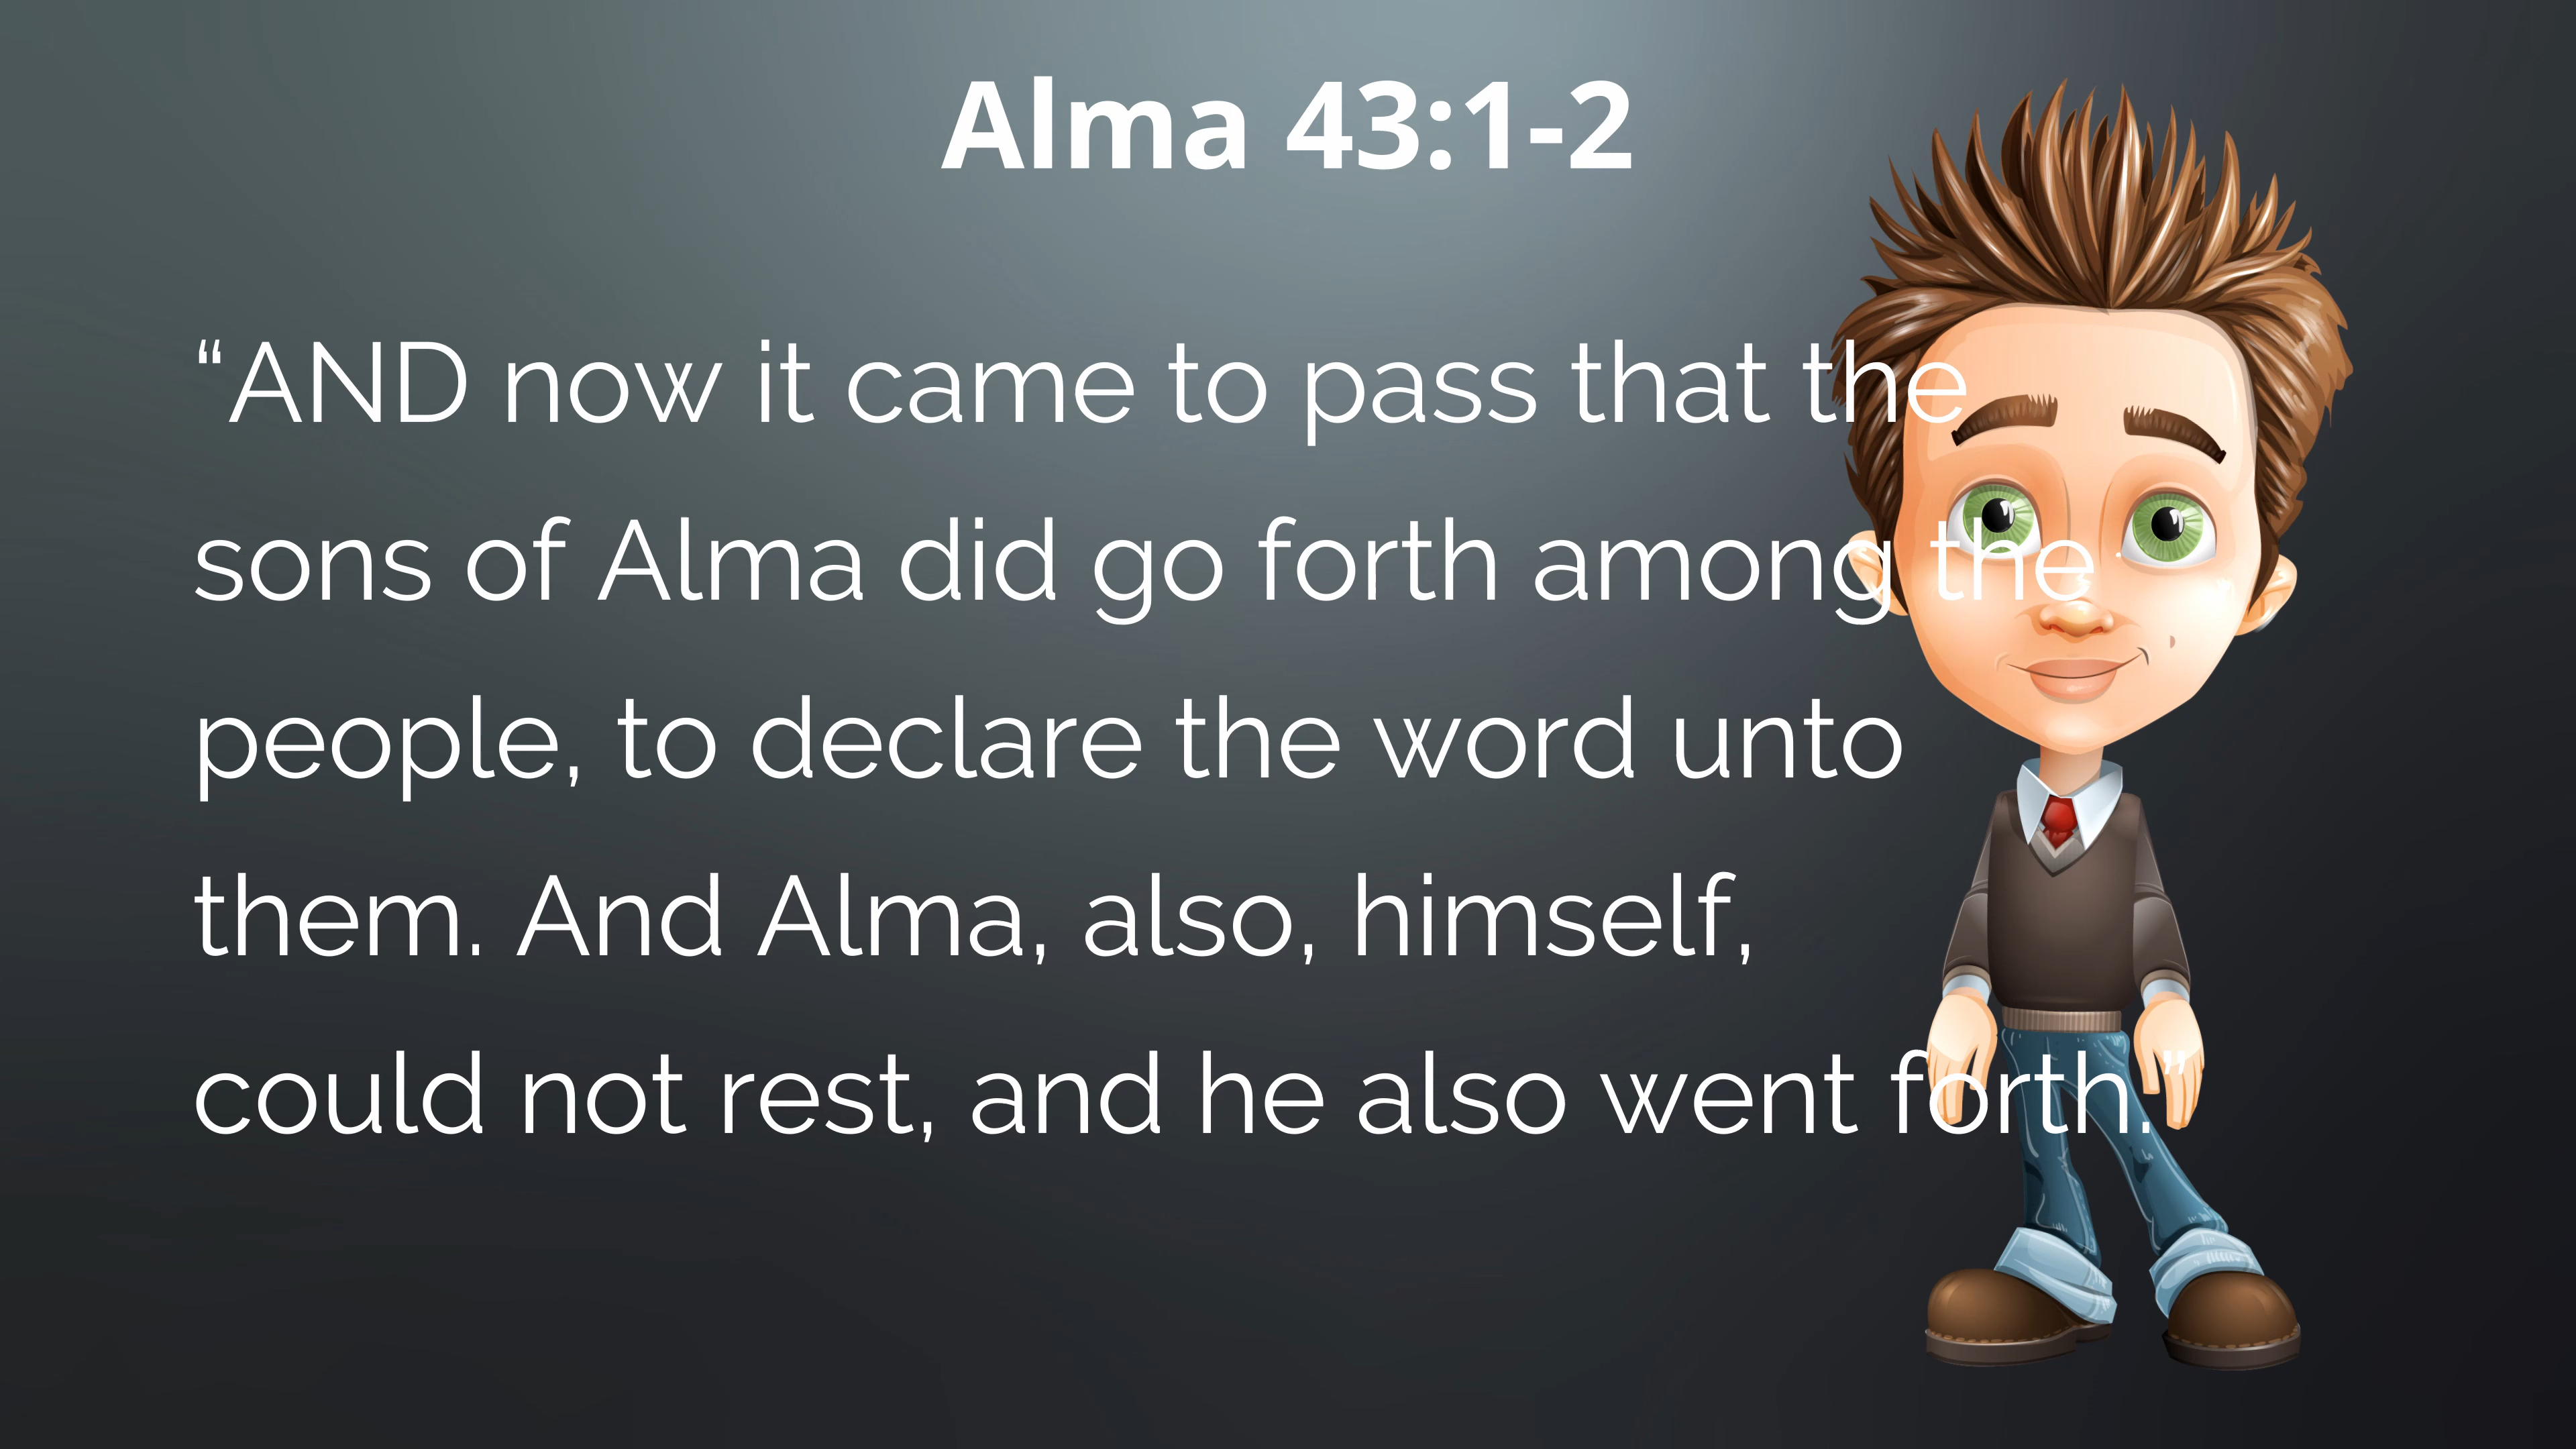 Alma 43:1-2
“AND now it came to pass that the
sons of Alma did go forth among the
people, to declare the word unto
them. And Alma, also, himself,
could not rest, and he also went forth.”